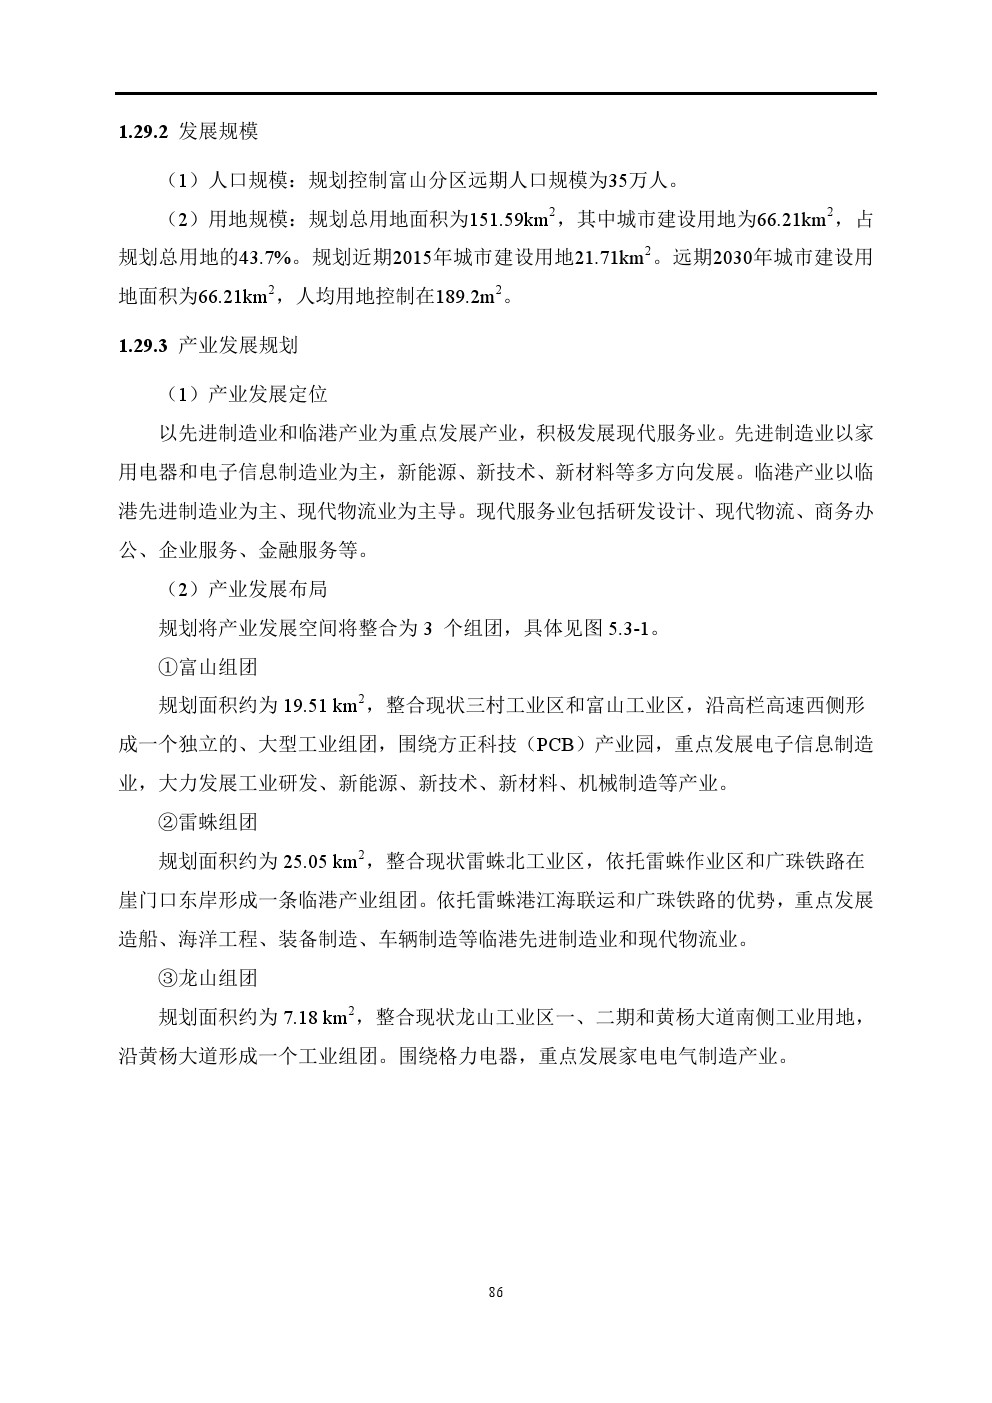 1.29.2 发展规模
（1）人口规模：规划控制富山分区远期人口规模为35万人。
（2）用地规模：规划总用地面积为151.59km²，其中城市建设用地为66.21km²，占
规划总用地的43.7%。规划近期2015年城市建设用地21.71km²。远期2030年城市建设用
地面积为66.21km²，人均用地控制在189.2m²。
1.29.3 产业发展规划
（1）产业发展定位
以先进制造业和临港产业为重点发展产业，积极发展现代服务业。先进制造业以家
用电器和电子信息制造业为主，新能源、新技术、新材料等多方向发展。临港产业以临
港先进制造业为主、现代物流业为主导。现代服务业包括研发设计、现代物流、商务办
公、企业服务、金融服务等。
（2）产业发展布局
规划将产业发展空间将整合为 3 个组团，具体见图 5.3-1。
①富山组团
规划面积约为 19.51 km²，整合现状三村工业区和富山工业区，沿高栏高速西侧形
成一个独立的、大型工业组团，围绕方正科技（PCB）产业园，重点发展电子信息制造
业，大力发展工业研发、新能源、新技术、新材料、机械制造等产业。
②雷蛛组团
规划面积约为 25.05 km²，整合现状雷蛛北工业区，依托雷蛛作业区和广珠铁路在
崖门口东岸形成一条临港产业组团。依托雷蛛港江海联运和广珠铁路的优势，重点发展
造船、海洋工程、装备制造、车辆制造等临港先进制造业和现代物流业。
③龙山组团
规划面积约为 7.18 km²，整合现状龙山工业区一、二期和黄杨大道南侧工业用地，
沿黄杨大道形成一个工业组团。围绕格力电器，重点发展家电电气制造产业。
86